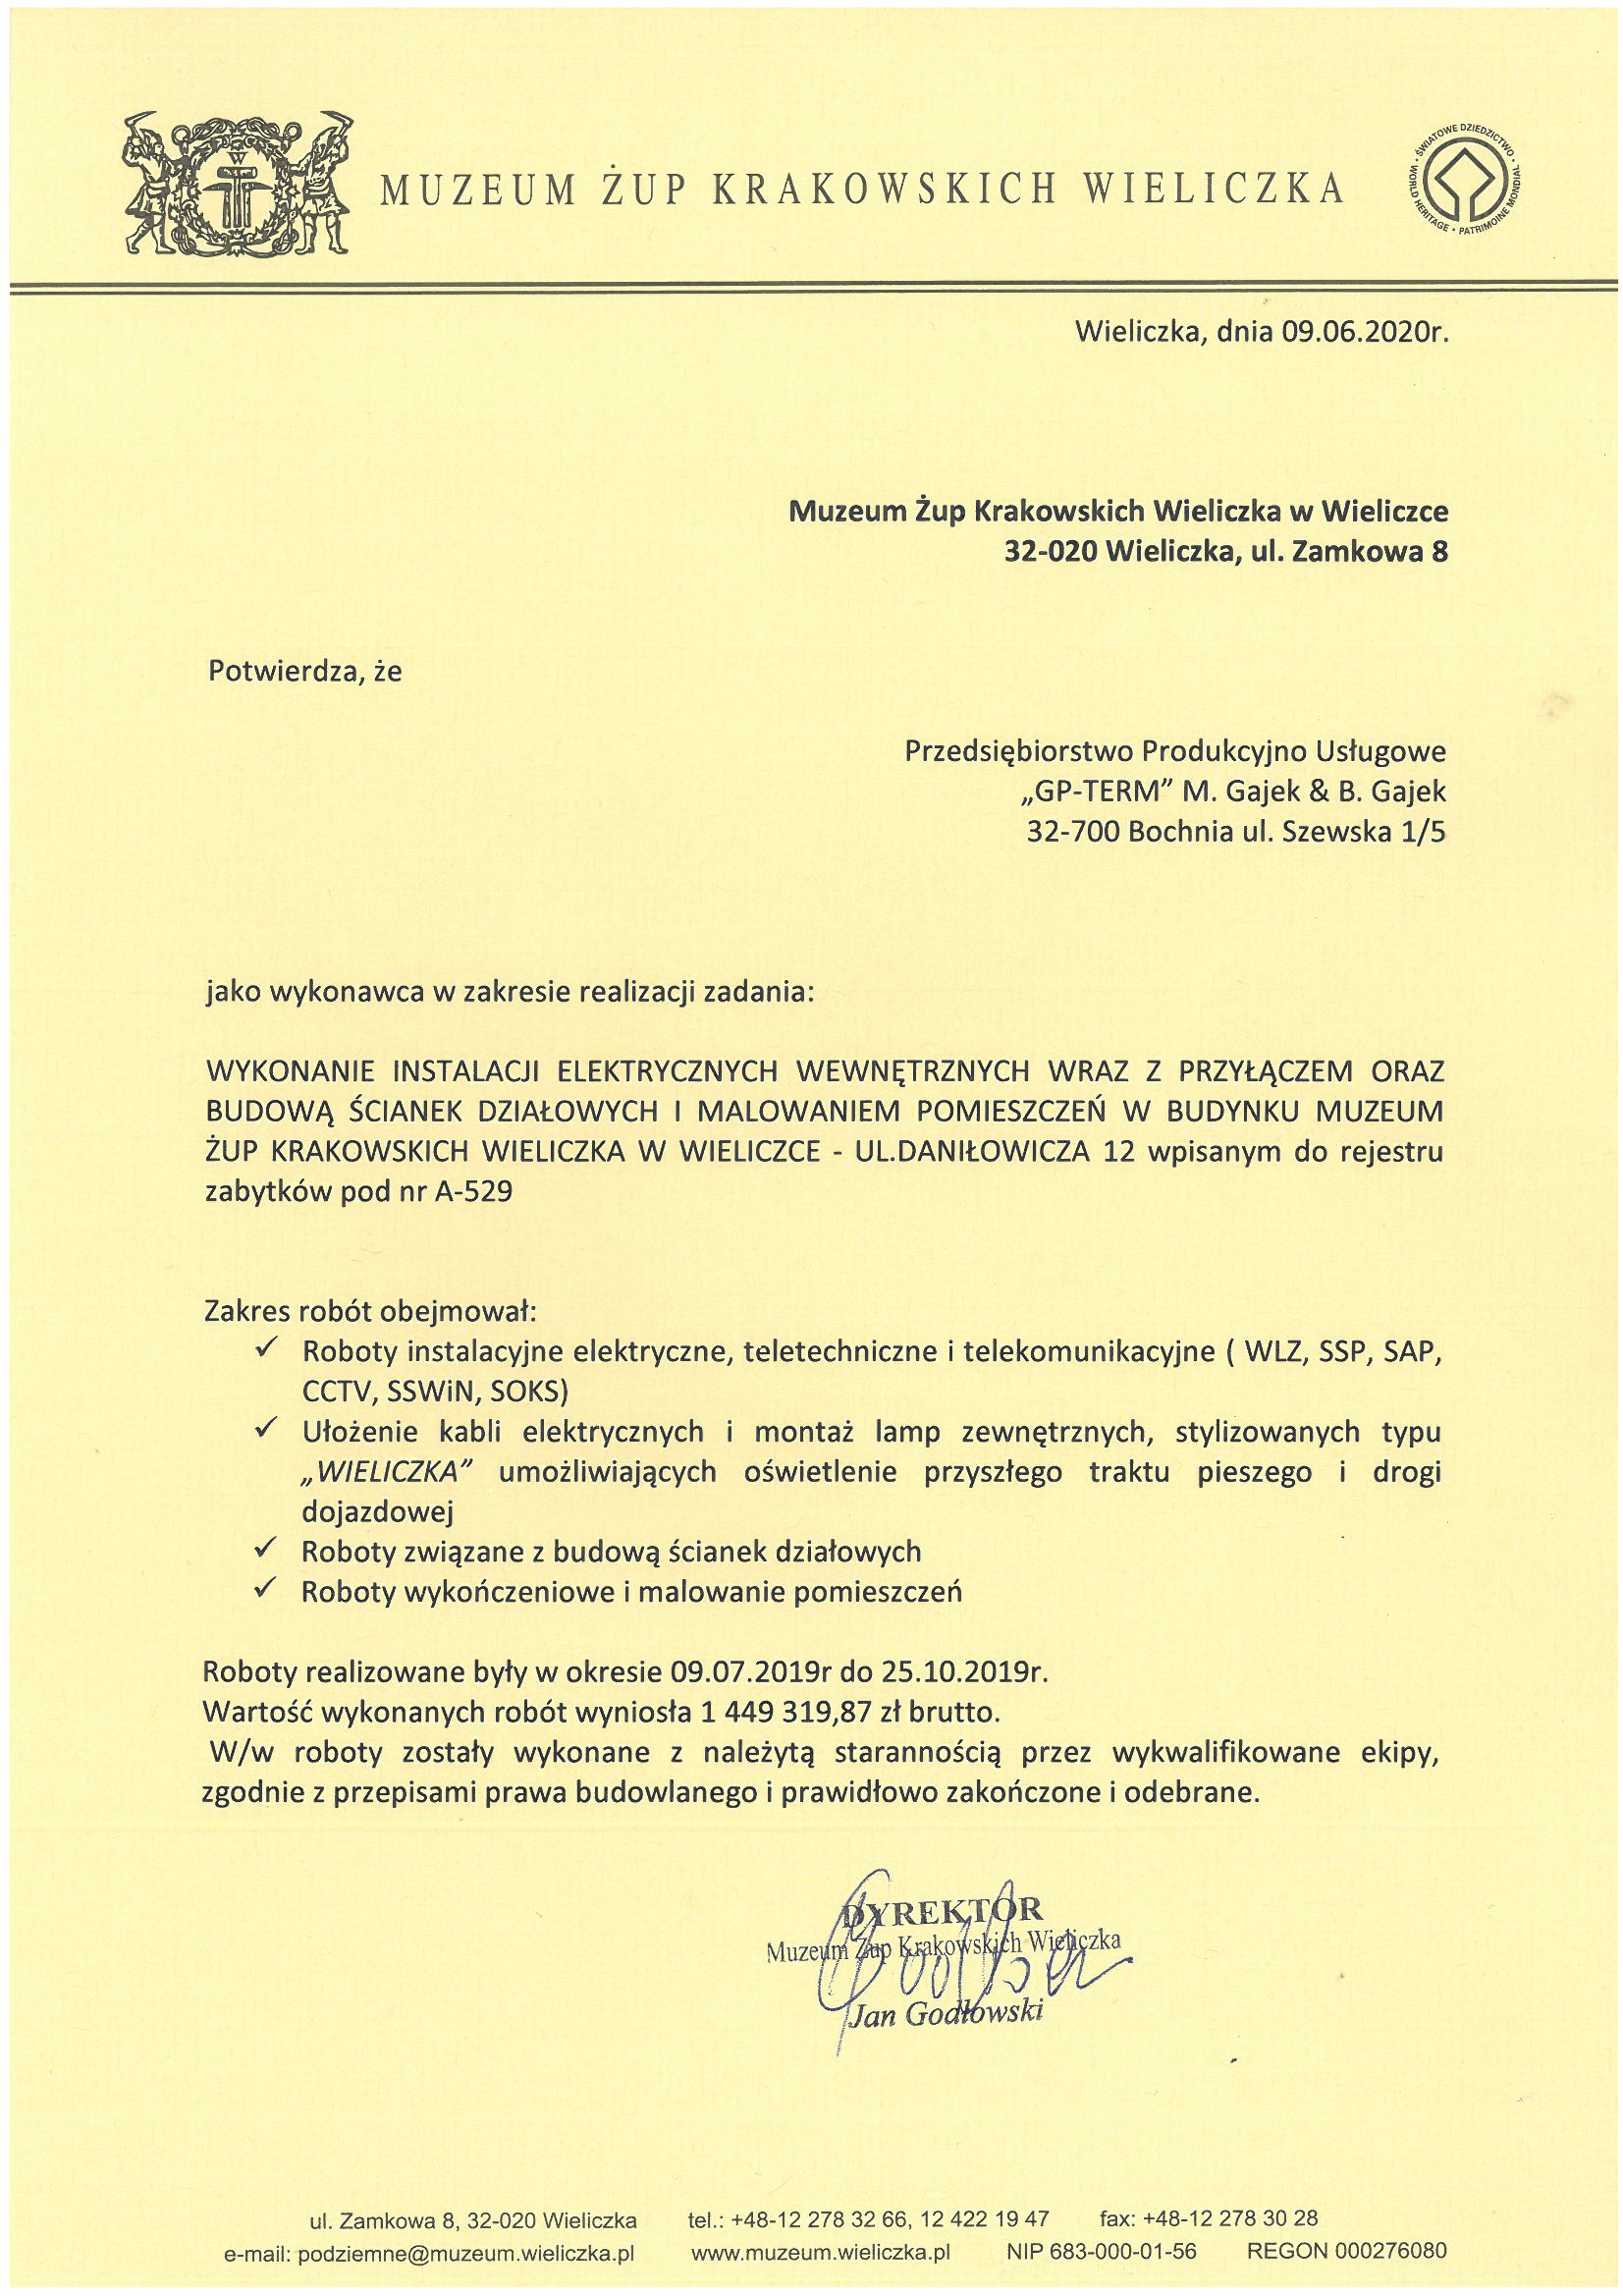 W
MUZEUM ŻUP KRAKOWSKICH WIELICZKA
ŚWIATOWE DZIEDZICTWO • WORLD HERITAGE • PATRIMOINE MONDIAL
Wieliczka, dnia 09.06.2020r.
Muzeum Żup Krakowskich Wieliczka w Wieliczce
32-020 Wieliczka, ul. Zamkowa 8
Potwierdza, że
Przedsiębiorstwo Produkcyjno Usługowe
„GP-TERM” M. Gajek & B. Gajek
32-700 Bochnia ul. Szewska 1/5
jako wykonawca w zakresie realizacji zadania:
WYKONANIE INSTALACJI ELEKTRYCZNYCH WEWNĘTRZNYCH WRAZ Z PRZYŁĄCZEM ORAZ
BUDOWĄ ŚCIANEK DZIAŁOWYCH I MALOWANIEM POMIESZCZEŃ W BUDYNKU MUZEUM
ŻUP KRAKOWSKICH WIELICZKA W WIELICZCE - UL.DANIŁOWICZA 12 wpisanym do rejestru
zabytków pod nr A-529
Zakres robót obejmował:
✓ Roboty instalacyjne elektryczne, teletechniczne i telekomunikacyjne ( WLZ, SSP, SAP,
CCTV, SSWiN, SOKS)
✓ Ułożenie kabli elektrycznych i montaż lamp zewnętrznych, stylizowanych typu
„WIELICZKA” umożliwiających oświetlenie przyszłego traktu pieszego i drogi
dojazdowej
✓ Roboty związane z budową ścianek działowych
✓ Roboty wykończeniowe i malowanie pomieszczeń
Roboty realizowane były w okresie 09.07.2019r do 25.10.2019r.
Wartość wykonanych robót wyniosła 1 449 319,87 zł brutto.
W/w roboty zostały wykonane z należytą starannością przez wykwalifikowane ekipy,
zgodnie z przepisami prawa budowlanego i prawidłowo zakończone i odebrane.
DYREKTOR
Muzeum Żup Krakowskich Wieliczka
Jan Godłowski
ul. Zamkowa 8, 32-020 Wieliczka tel.: +48-12 278 32 66, 12 422 19 47 fax: +48-12 278 30 28
e-mail: podziemne@muzeum.wieliczka.pl www.muzeum.wieliczka.pl NIP 683-000-01-56 REGON 000276080